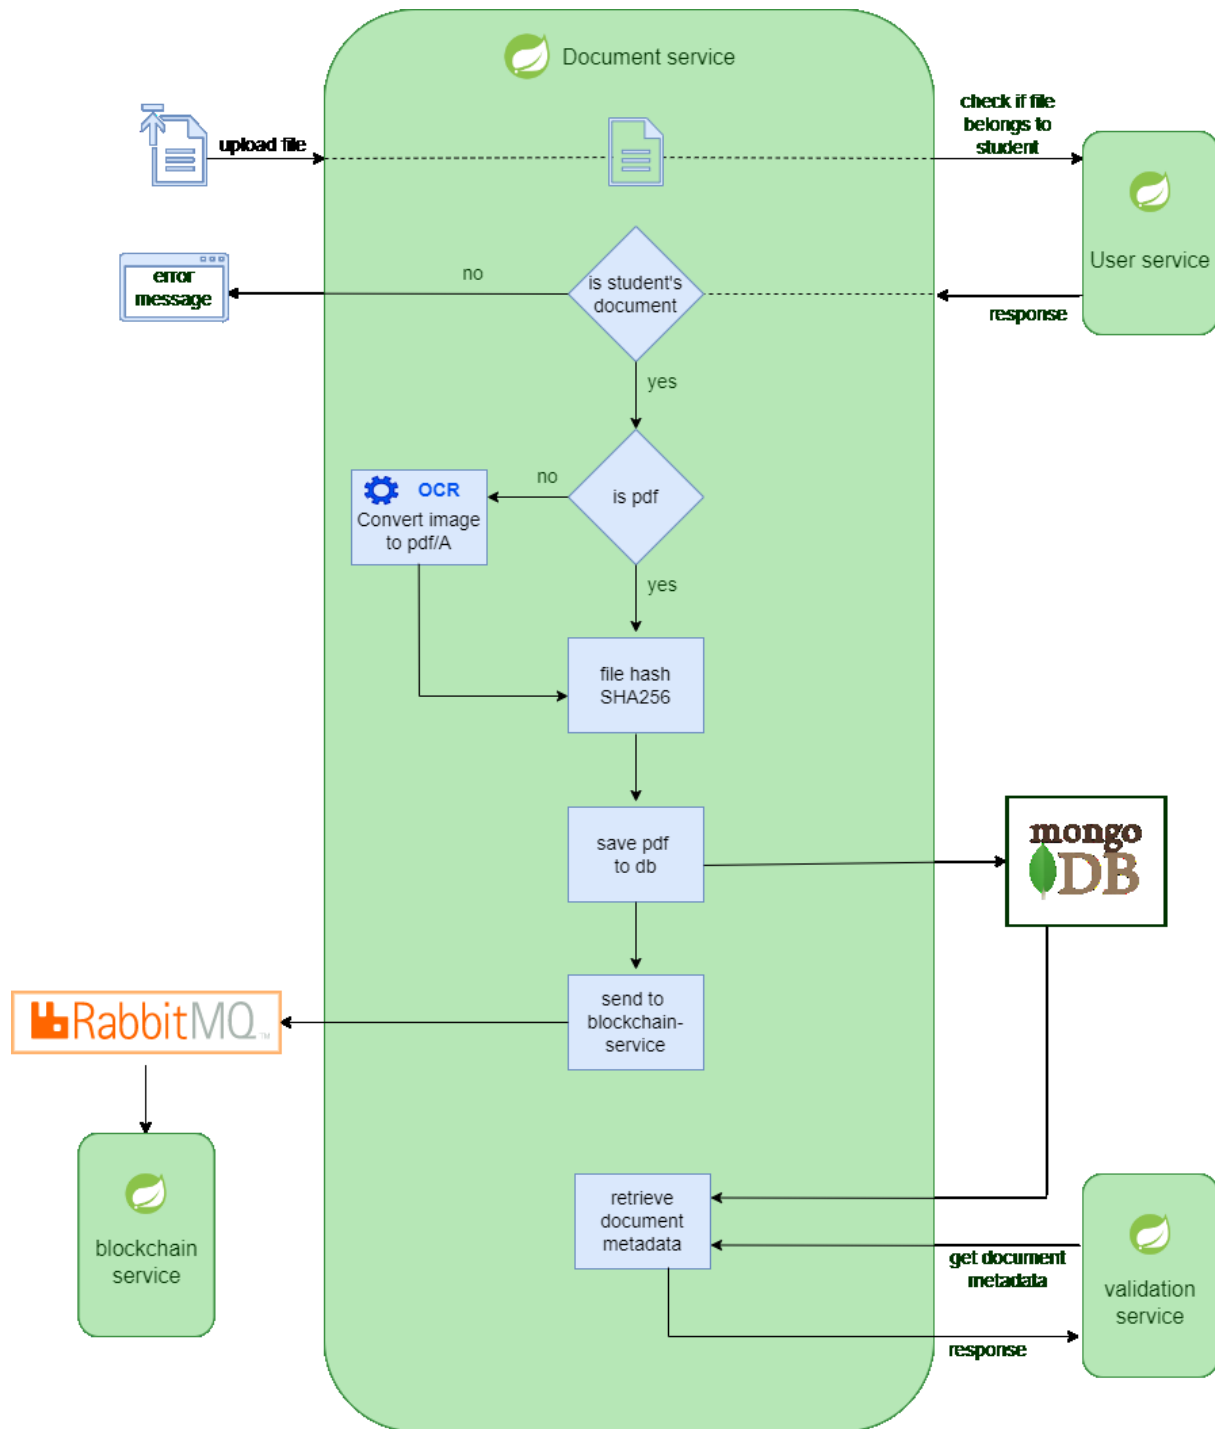 Document service
upload file
check if file
belongs to
student
User service
error
message
no
is student's
document
response
yes
OCR
Convert image
to pdf/A
no
is pdf
yes
file hash
SHA256
save pdf
to db
mongo
DB
RabbitMQ
send to
blockchain-
service
blockchain
service
retrieve
document
metadata
get document
metadata
validation
service
response